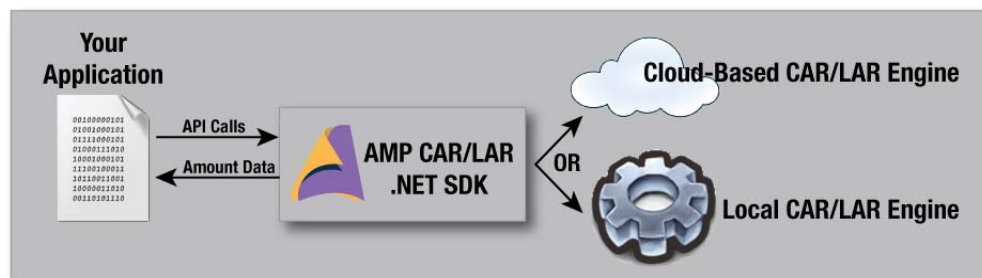 Your
Application
00100000101
01001000101
01111000101
01000111010
10001000101
11100100011
10110011001
10000011010
00110101110
API Calls
Amount Data
AMP CAR/LAR
.NET SDK
OR
Cloud-Based CAR/LAR Engine
Local CAR/LAR Engine